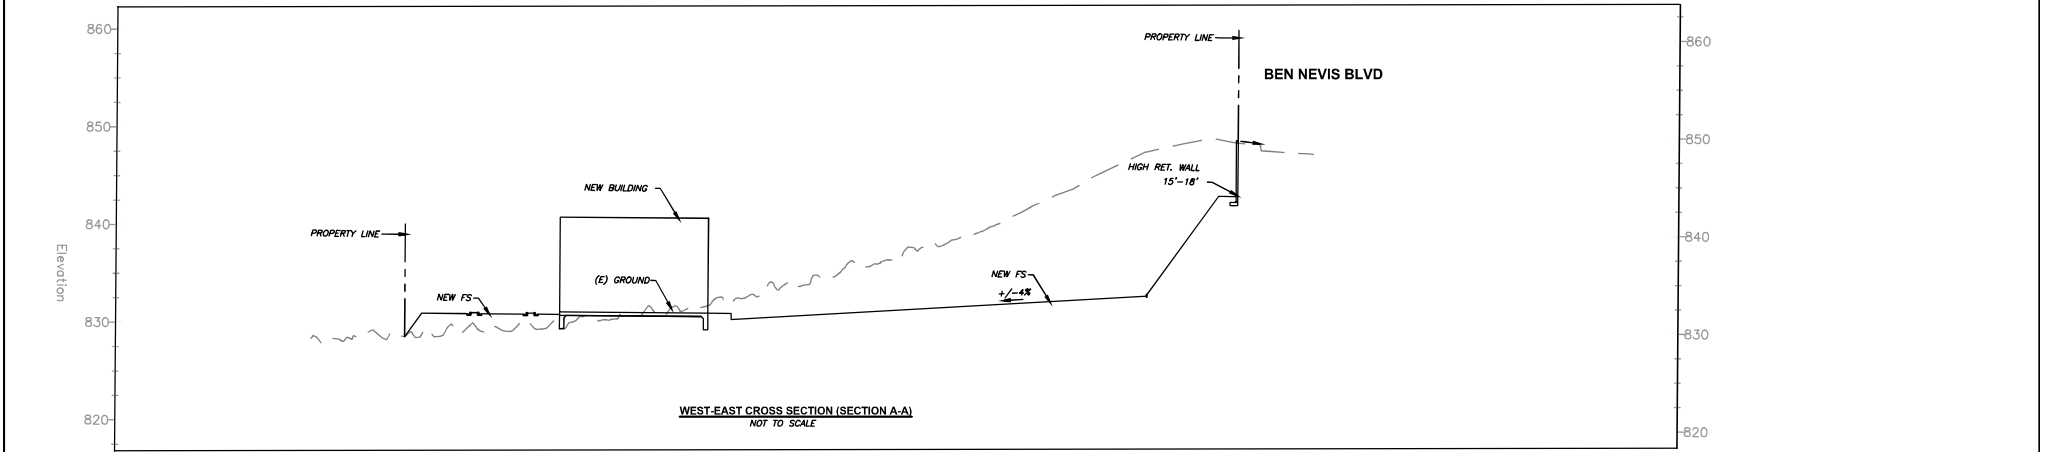 860
850
840
830
820
Elevation
PROPERTY LINE
NEW FS
NEW BUILDING
(E) GROUND
NEW FS
+/-4%
HIGH RET. WALL
15'-18'
PROPERTY LINE
BEN NEVIS BLVD
860
850
840
830
820
WEST-EAST CROSS SECTION (SECTION A-A)
NOT TO SCALE